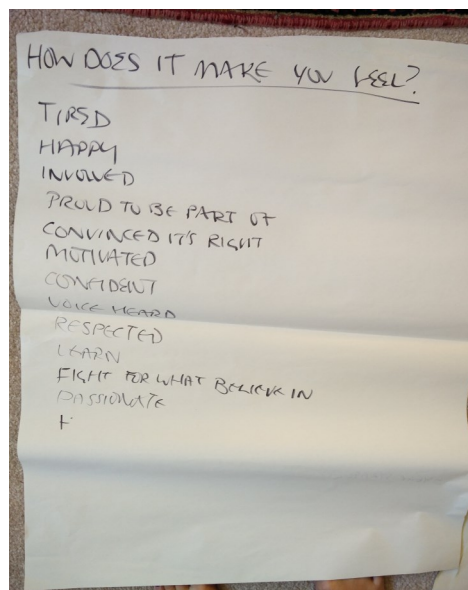 HOW DOES IT MAKE YOU FEEL?
TIRED
HAPPY
INVOLVED
PROUD TO BE PART OF
CONVINCED IT'S RIGHT
MOTIVATED
CONFIDENT
VOICE HEARD
RESPECTED
LEARN
FIGHT FOR WHAT BELIEVE IN
PASSIONATE